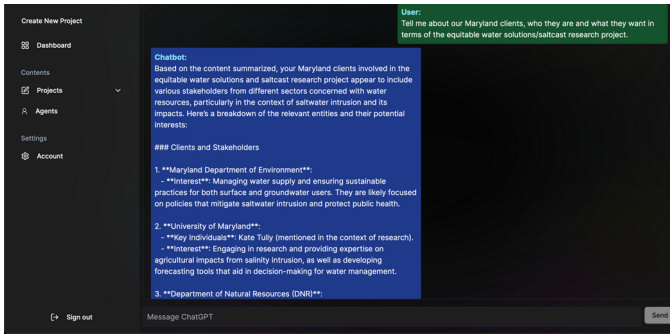 Create New Project
Dashboard
Contents
Projects
Agents
Settings
Account
Sign out
User:
Tell me about our Maryland clients, who they are and what they want in
terms of the equitable water solutions/saltcast research project.
Chatbot:
Based on the content summarized, your Maryland clients involved in the
equitable water solutions and saltcast research project appear to include
various stakeholders from different sectors concerned with water
resources, particularly in the context of saltwater intrusion and its
impacts. Here's a breakdown of the relevant entities and their potential
interests:
### Clients and Stakeholders
1. **Maryland Department of Environment**:
- **Interest**: Managing water supply and ensuring sustainable
practices for both surface and groundwater users. They are likely focused
on policies that mitigate saltwater intrusion and protect public health.
2. **University of Maryland**:
- **Key Individuals**: Kate Tully (mentioned in the context of research).
- **Interest**: Engaging in research and providing expertise on
agricultural impacts from salinity intrusion, as well as developing
forecasting tools that aid in decision-making for water management.
3. **Department of Natural Resources (DNR)**:
Message ChatGPT
Send